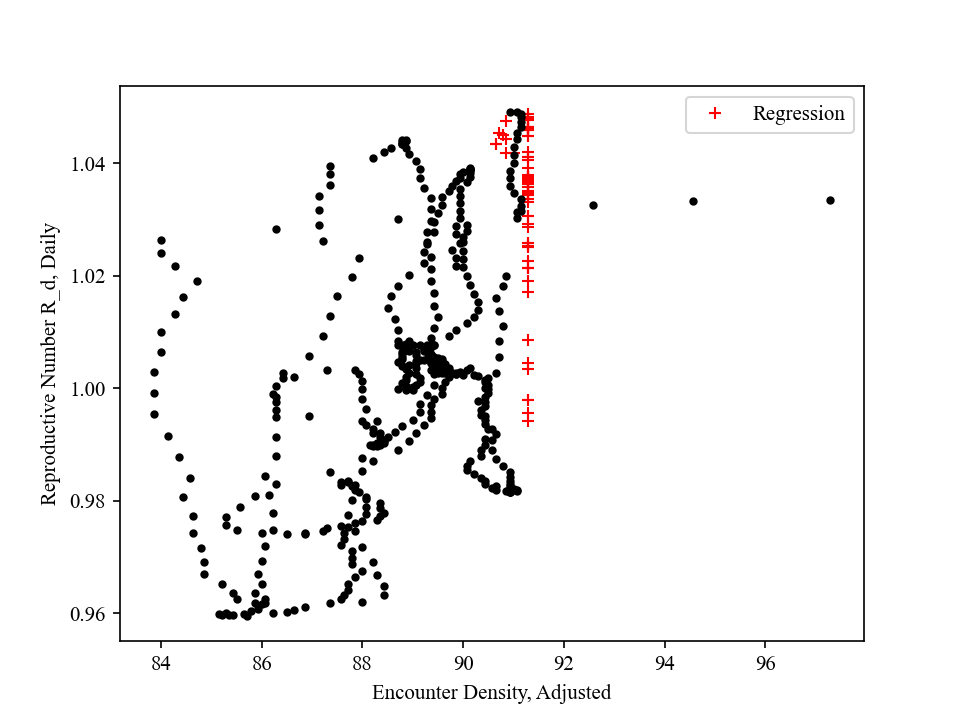 Regression
1.04
1.02
1.00
0.98
0.96
Reproductive Number R_d, Daily
84 86 88 90 92 94 96
Encounter Density, Adjusted